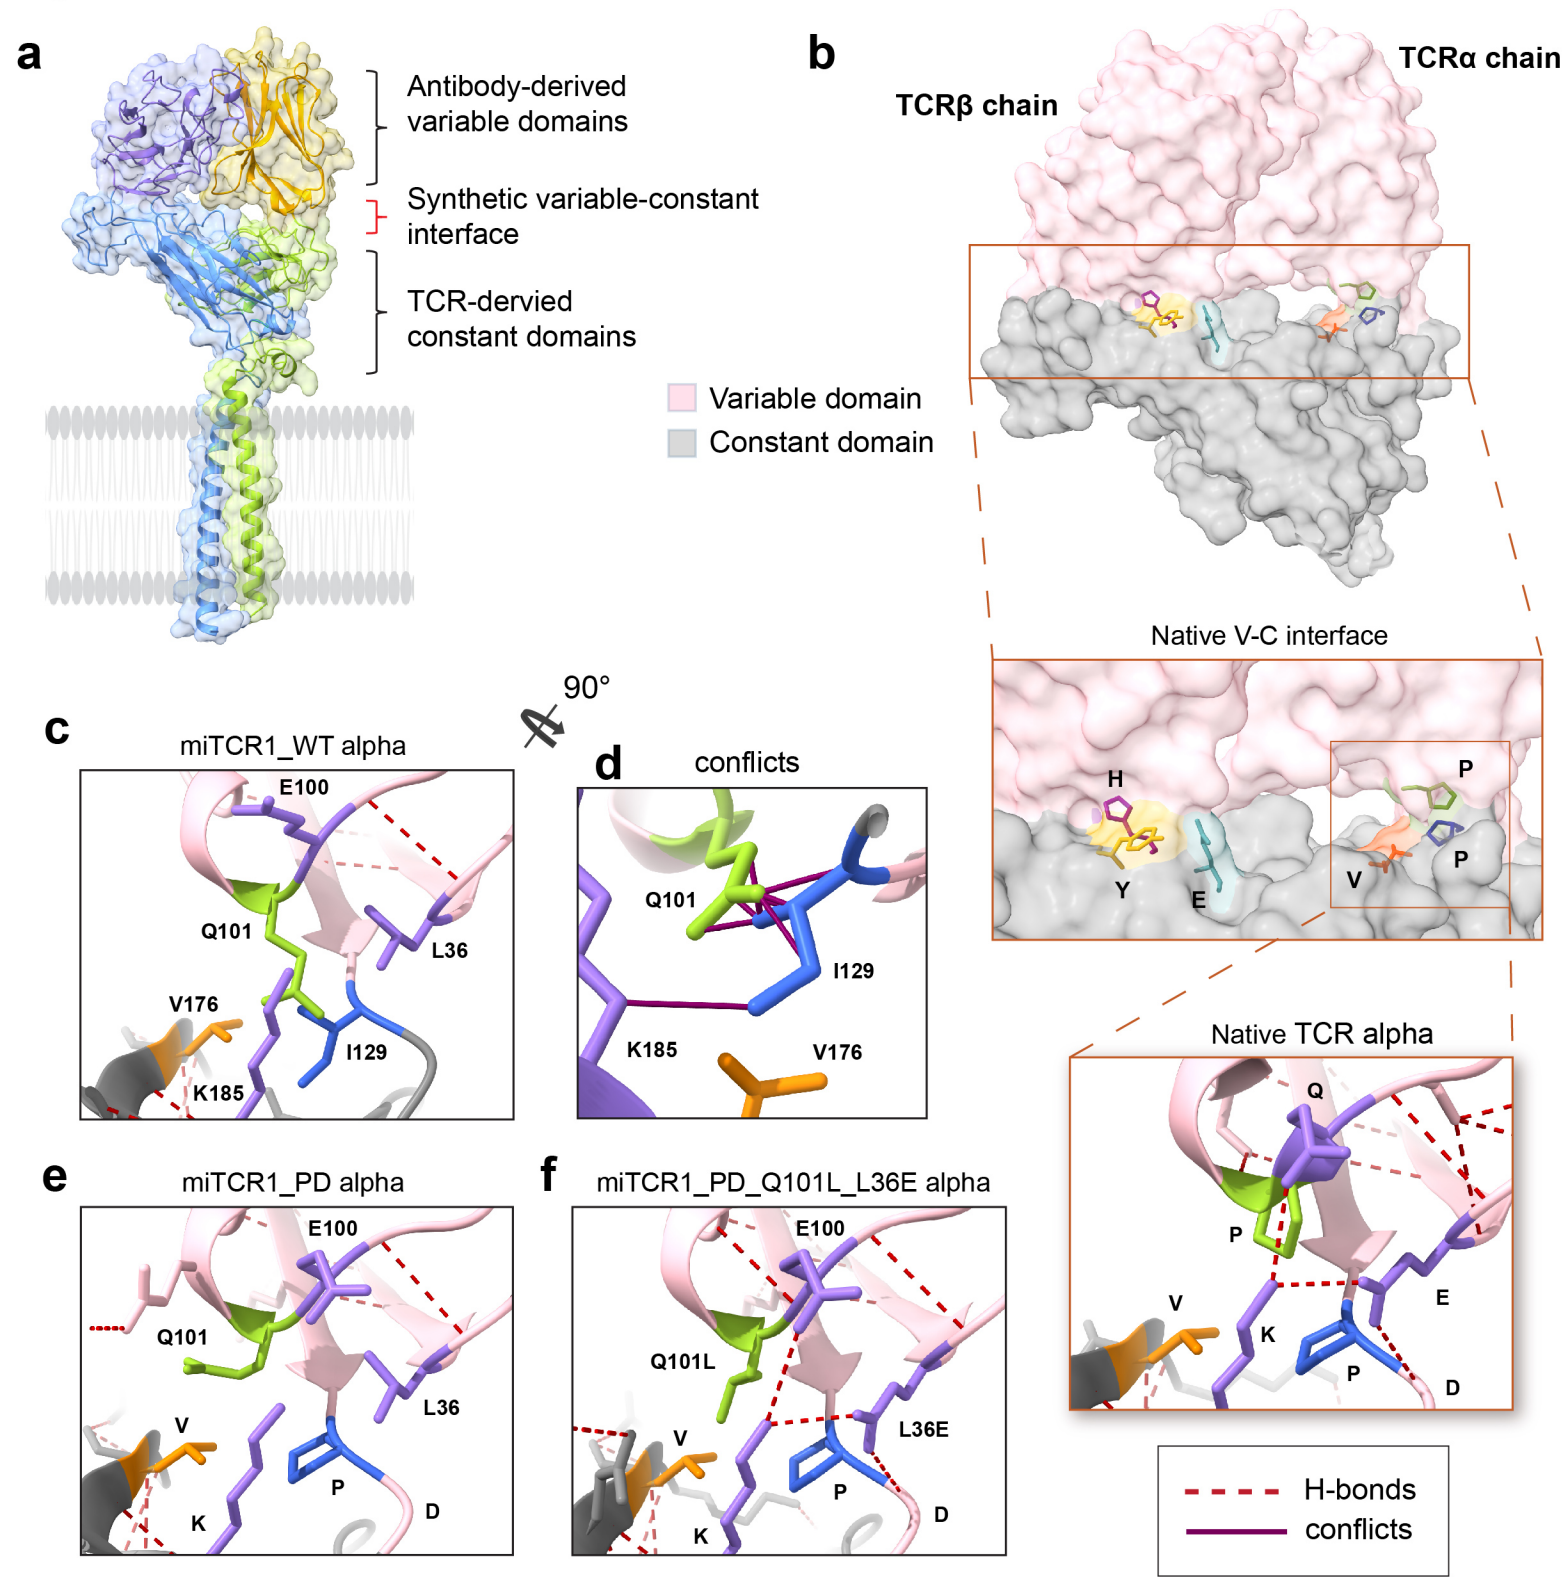 a
Antibody-derived
variable domains
Synthetic variable-constant
interface
TCR-dervied
constant domains
b
TCRβ chain
TCRα chain
Variable domain
Constant domain
Native V-C interface
H
Y
E
V
P
P
90°
c
miTCR1_WT alpha
E100
Q101
L36
V176
I129
K185
d
conflicts
Q101
I129
K185
V176
Native TCR alpha
Q
P
E
V
K
P
D
e
miTCR1_PD alpha
E100
Q101
L36
V
P
K
D
f
miTCR1_PD_Q101L_L36E alpha
E100
Q101L
L36E
V
P
K
D
H-bonds
conflicts